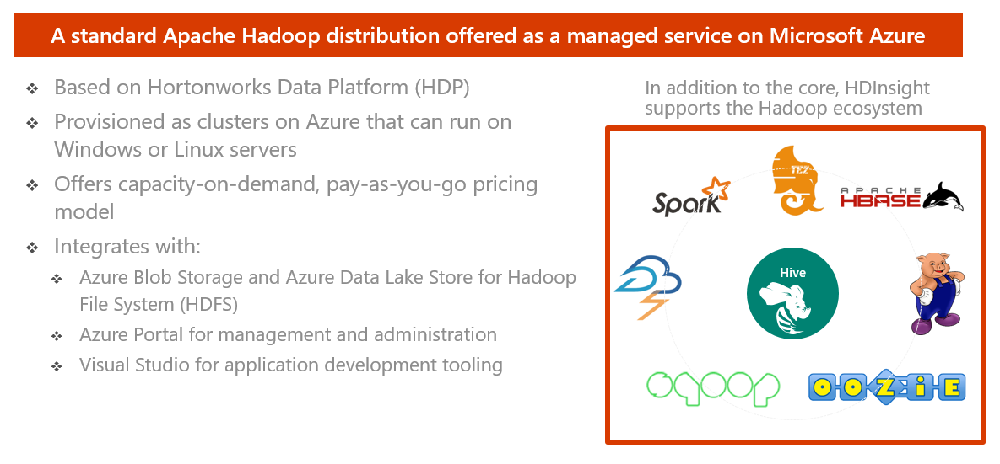 A standard Apache Hadoop distribution offered as a managed service on Microsoft Azure
Based on Hortonworks Data Platform (HDP)
Provisioned as clusters on Azure that can run on
Windows or Linux servers
Offers capacity-on-demand, pay-as-you-go pricing
model
Integrates with:
Azure Blob Storage and Azure Data Lake Store for Hadoop
File System (HDFS)
Azure Portal for management and administration
Visual Studio for application development tooling
In addition to the core, HDInsight
supports the Hadoop ecosystem
TEZ
Spark
APACHE
HBASE
Hive
sqoop
OOZiE